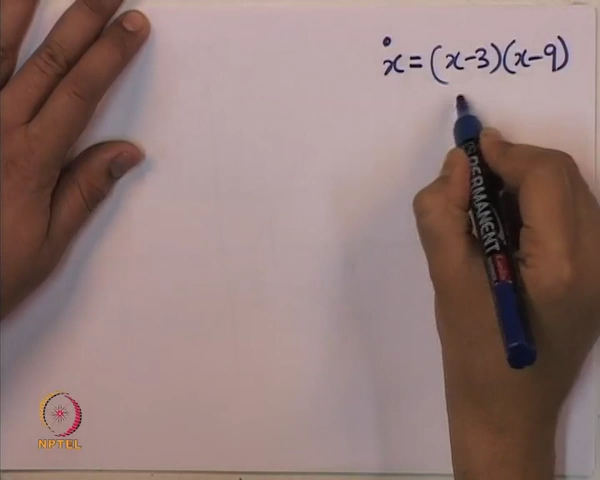 ẋ = (x-3)(x-9)
PERMANENT
NPTEL